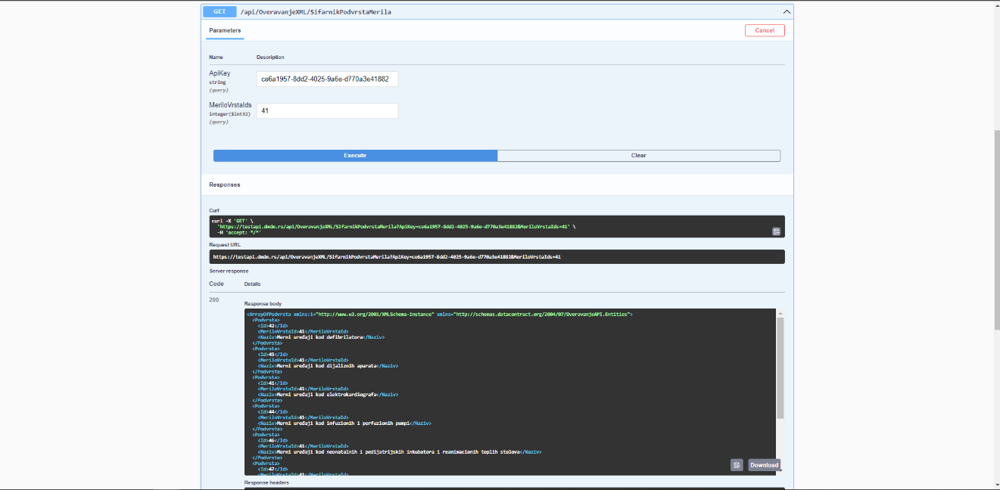 GET /api/OveravanjeXML/SifarnikPodvrstaMerila
Parameters
Cancel
Name Description
ApiKey
string
(query)
ce6a1957-8dd2-4025-9a6e-d770a3e41882
MeriloVrstaIds
integer($int32)
(query)
41
Execute Clear
Responses
Curl
curl -X 'GET' \
'https://testapi.dmdm.rs/api/OveravanjeXML/SifarnikPodvrstaMerila?ApiKey=ce6a1957-8dd2-4025-9a6e-d770a3e41882&MeriloVrstaIds=41' \
-H 'accept: */*'
Request URL
https://testapi.dmdm.rs/api/OveravanjeXML/SifarnikPodvrstaMerila?ApiKey=ce6a1957-8dd2-4025-9a6e-d770a3e41882&MeriloVrstaIds=41
Server response
Code Details
200
Response body
<ArrayOfPodvrsta xmlns:i="http://www.w3.org/2001/XMLSchema-instance" xmlns="http://schemas.datacontract.org/2004/07/OveravanjeAPI.Entities">
<Podvrsta>
<Id>42</Id>
<MeriloVrstaId>41</MeriloVrstaId>
<Naziv>Merni uređaji kod defibrilatora</Naziv>
</Podvrsta>
<Podvrsta>
<Id>45</Id>
<MeriloVrstaId>41</MeriloVrstaId>
<Naziv>Merni uređaji kod dijaliznih aparata</Naziv>
</Podvrsta>
<Podvrsta>
<Id>41</Id>
<MeriloVrstaId>41</MeriloVrstaId>
<Naziv>Merni uređaji kod elektrokardiografa</Naziv>
</Podvrsta>
<Podvrsta>
<Id>44</Id>
<MeriloVrstaId>41</MeriloVrstaId>
<Naziv>Merni uređaji kod infuzionih i perfuzionih pumpi</Naziv>
</Podvrsta>
<Podvrsta>
<Id>46</Id>
<MeriloVrstaId>41</MeriloVrstaId>
<Naziv>Merni uređaji kod neonatalnih i pedijatrijskih inkubatora i reanimacionih toplih stolova</Naziv>
</Podvrsta>
<Podvrsta>
<Id>47</Id>
<MeriloVrstaId>41</MeriloVrstaId>
Download
Response headers